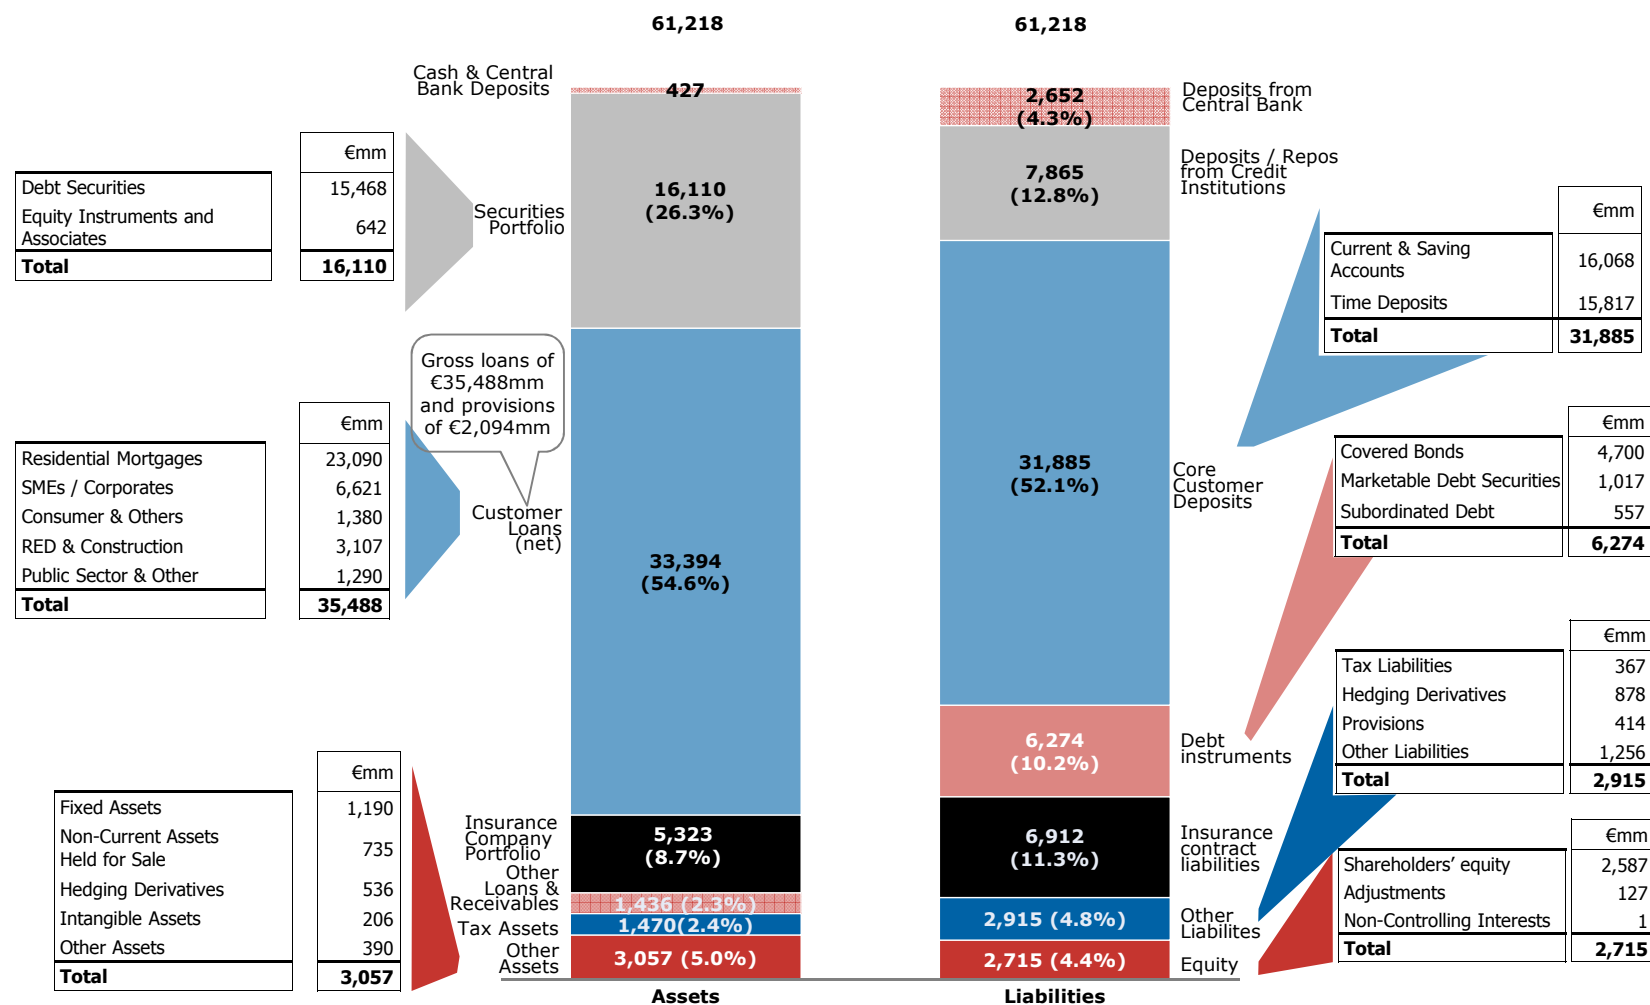 61,218
61,218
Cash & Central
Bank Deposits
427
2,652
(4.3%)
Deposits from
Central Bank
€mm
Debt Securities 15,468
Equity Instruments and
Associates 642
Total 16,110
Securities
Portfolio
16,110
(26.3%)
7,865
(12.8%)
Deposits / Repos
from Credit
Institutions
€mm
Current & Saving
Accounts 16,068
Time Deposits 15,817
Total 31,885
Gross loans of
€35,488mm
and provisions
of €2,094mm
€mm
Residential Mortgages 23,090
SMEs / Corporates 6,621
Consumer & Others 1,380
RED & Construction 3,107
Public Sector & Other 1,290
Total 35,488
Customer
Loans
(net)
33,394
(54.6%)
31,885
(52.1%)
Core
Customer
Deposits
€mm
Covered Bonds 4,700
Marketable Debt Securities 1,017
Subordinated Debt 557
Total 6,274
6,274
(10.2%)
Debt
instruments
€mm
Tax Liabilities 367
Hedging Derivatives 878
Provisions 414
Other Liabilities 1,256
Total 2,915
€mm
Fixed Assets 1,190
Non-Current Assets
Held for Sale 735
Hedging Derivatives 536
Intangible Assets 206
Other Assets 390
Total 3,057
Insurance
Company
Portfolio
5,323
(8.7%)
6,912
(11.3%)
Insurance
contract
liabilities
Other
Loans &
Receivables
1,436 (2.3%)
Tax Assets
1,470(2.4%)
2,915 (4.8%)
Other
Liabilites
Other
Assets
3,057 (5.0%)
2,715 (4.4%)
Equity
€mm
Shareholders’ equity 2,587
Adjustments 127
Non-Controlling Interests 1
Total 2,715
Assets
Liabilities